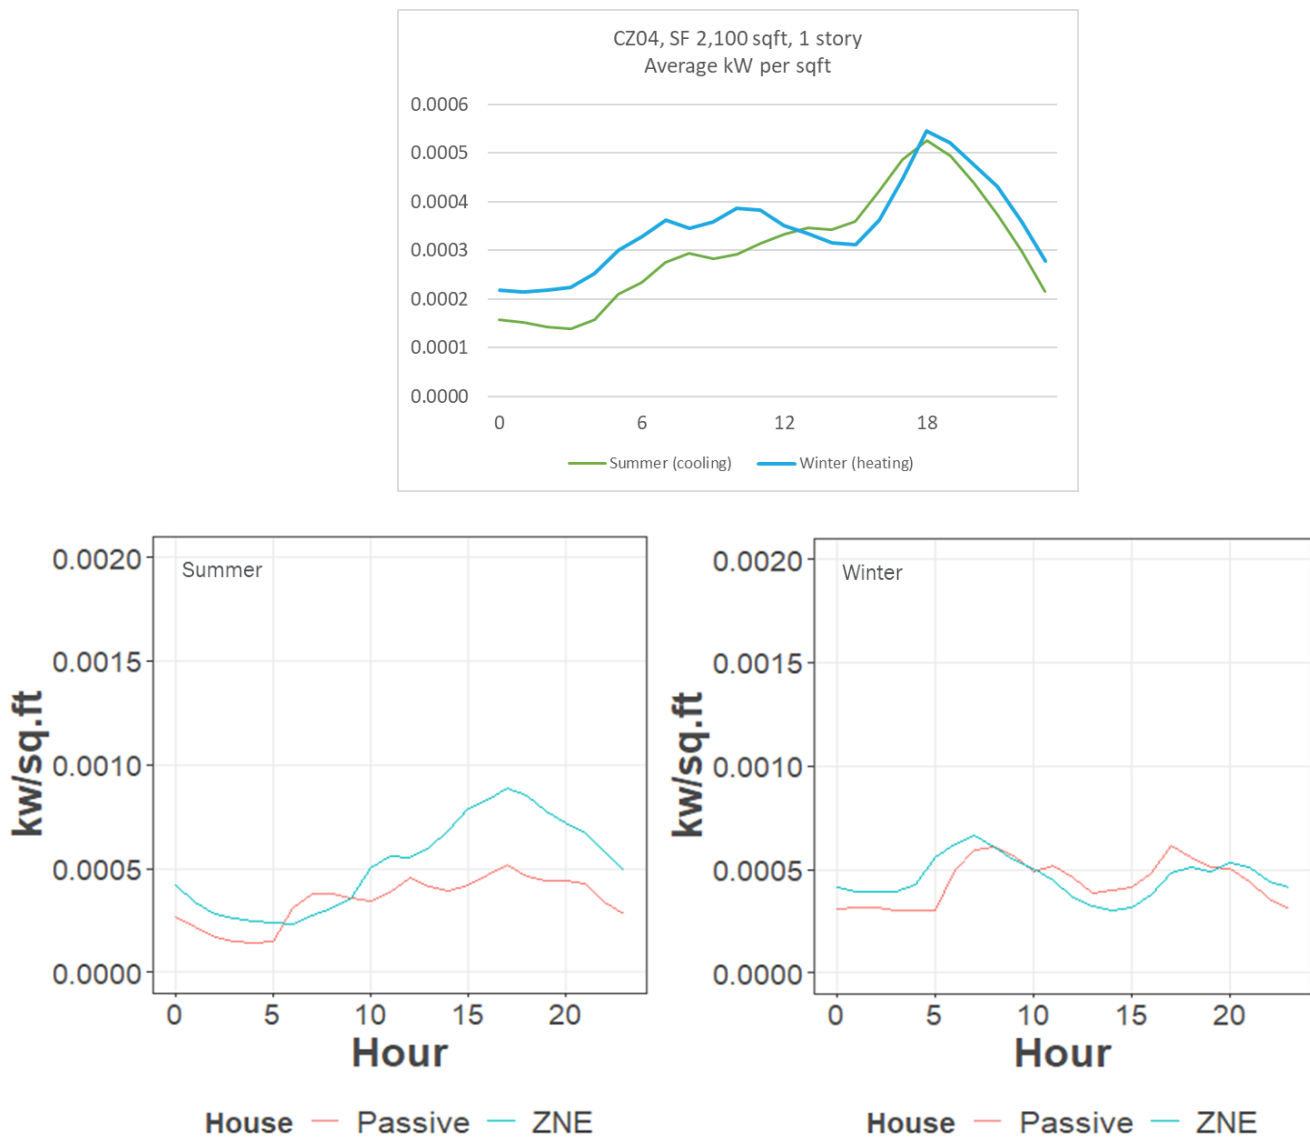 CZ04, SF 2,100 sqft, 1 story
Average kW per sqft
0.0006
0.0005
0.0004
0.0003
0.0002
0.0001
0.0000
0 6 12 18
Summer (cooling) Winter (heating)
Summer
0.0020
0.0015
0.0010
0.0005
0.0000
kw/sq.ft
0 5 10 15 20
Hour
House Passive ZNE
Winter
0.0020
0.0015
0.0010
0.0005
0.0000
kw/sq.ft
0 5 10 15 20
Hour
House Passive ZNE